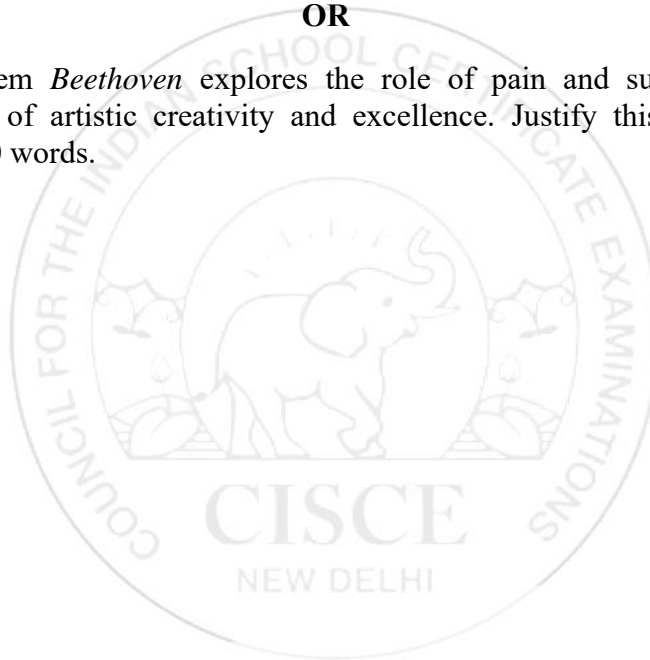 OR
em Beethoven explores the role of pain and su
of artistic creativity and excellence. Justify this
words.
COUNCIL FOR THE INDIAN SCHOOL CERTIFICATE EXAMINATIONS
CISCE
NEW DELHI